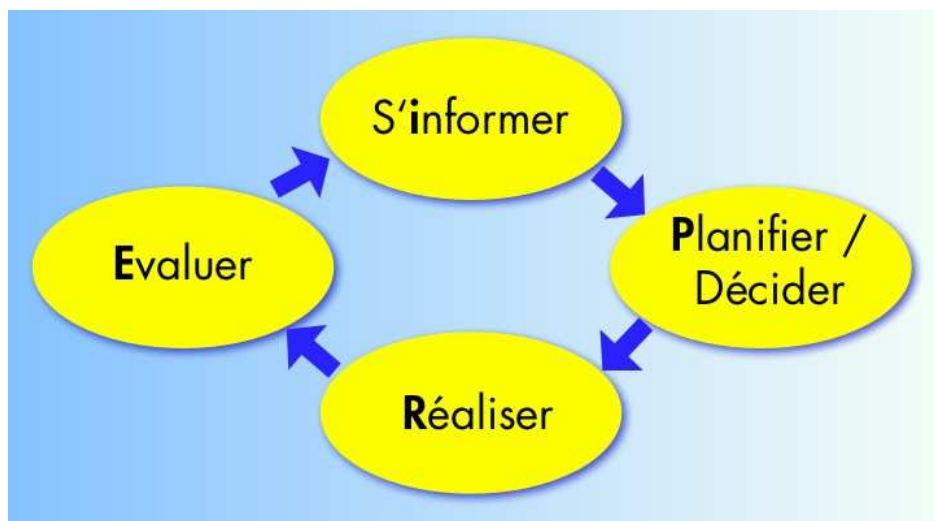 S‘informer
Planifier /
Décider
Réaliser
Evaluer